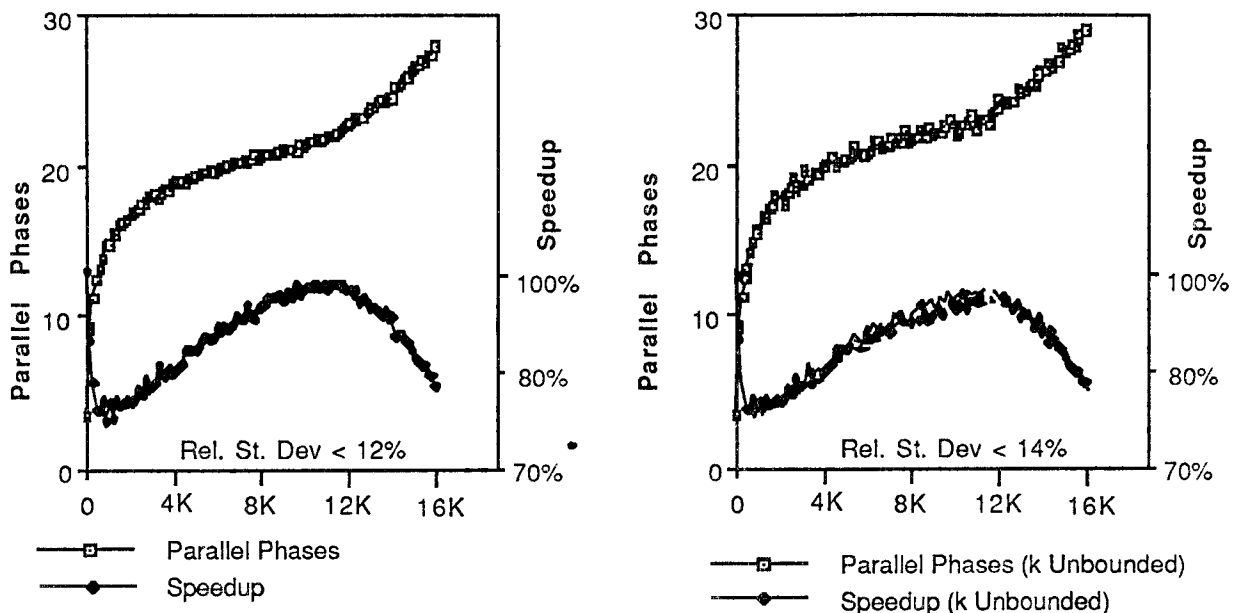 30
20
10
0
Parallel Phases
Speedup
100%
80%
70%
Rel. St. Dev < 12%
0 4K 8K 12K 16K
Parallel Phases
Speedup
30
20
10
0
Parallel Phases
Speedup
100%
80%
70%
Rel. St. Dev < 14%
0 4K 8K 12K 16K
Parallel Phases (k Unbounded)
Speedup (k Unbounded)